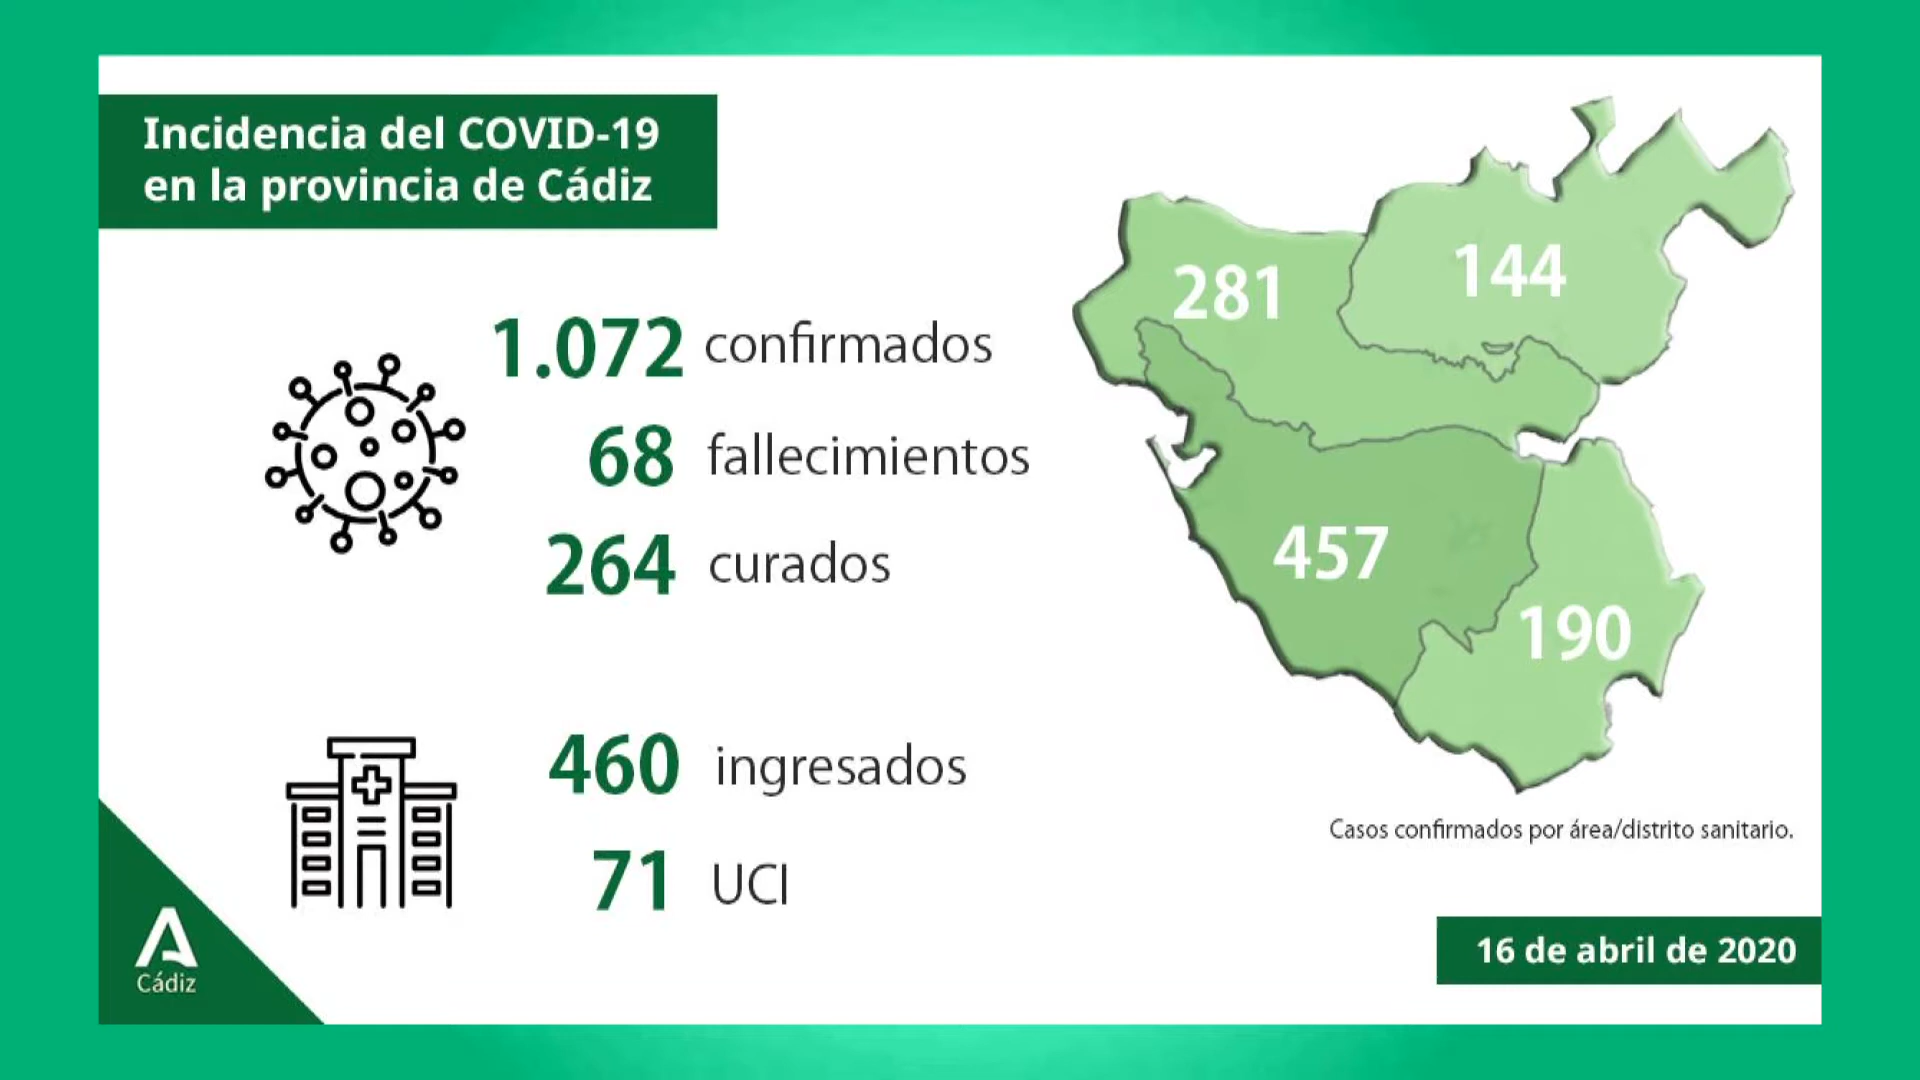 Incidencia del COVID-19
en la provincia de Cádiz
1.072 confirmados
68 fallecimientos
264 curados
460 ingresados
71 UCI
281
144
457
190
Casos confirmados por área/distrito sanitario.
16 de abril de 2020
Cádiz